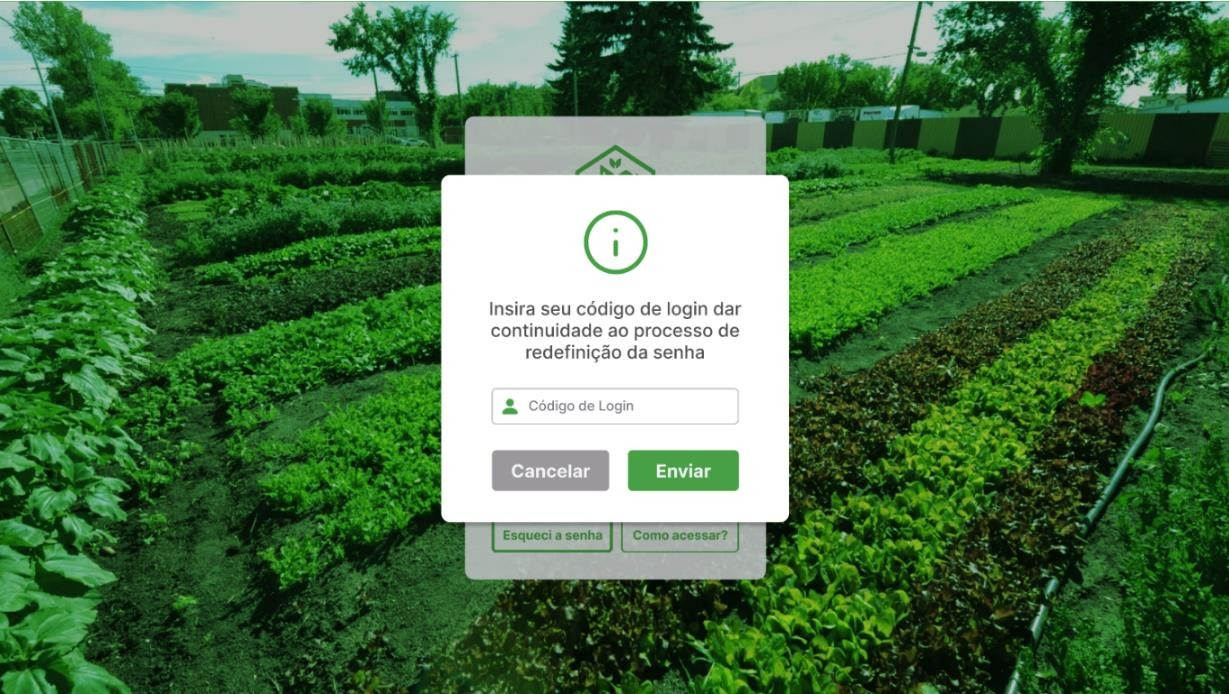 Insira seu código de login dar
continuidade ao processo de
redefinição da senha
Código de Login
Cancelar
Enviar
Esqueci a senha
Como acessar?